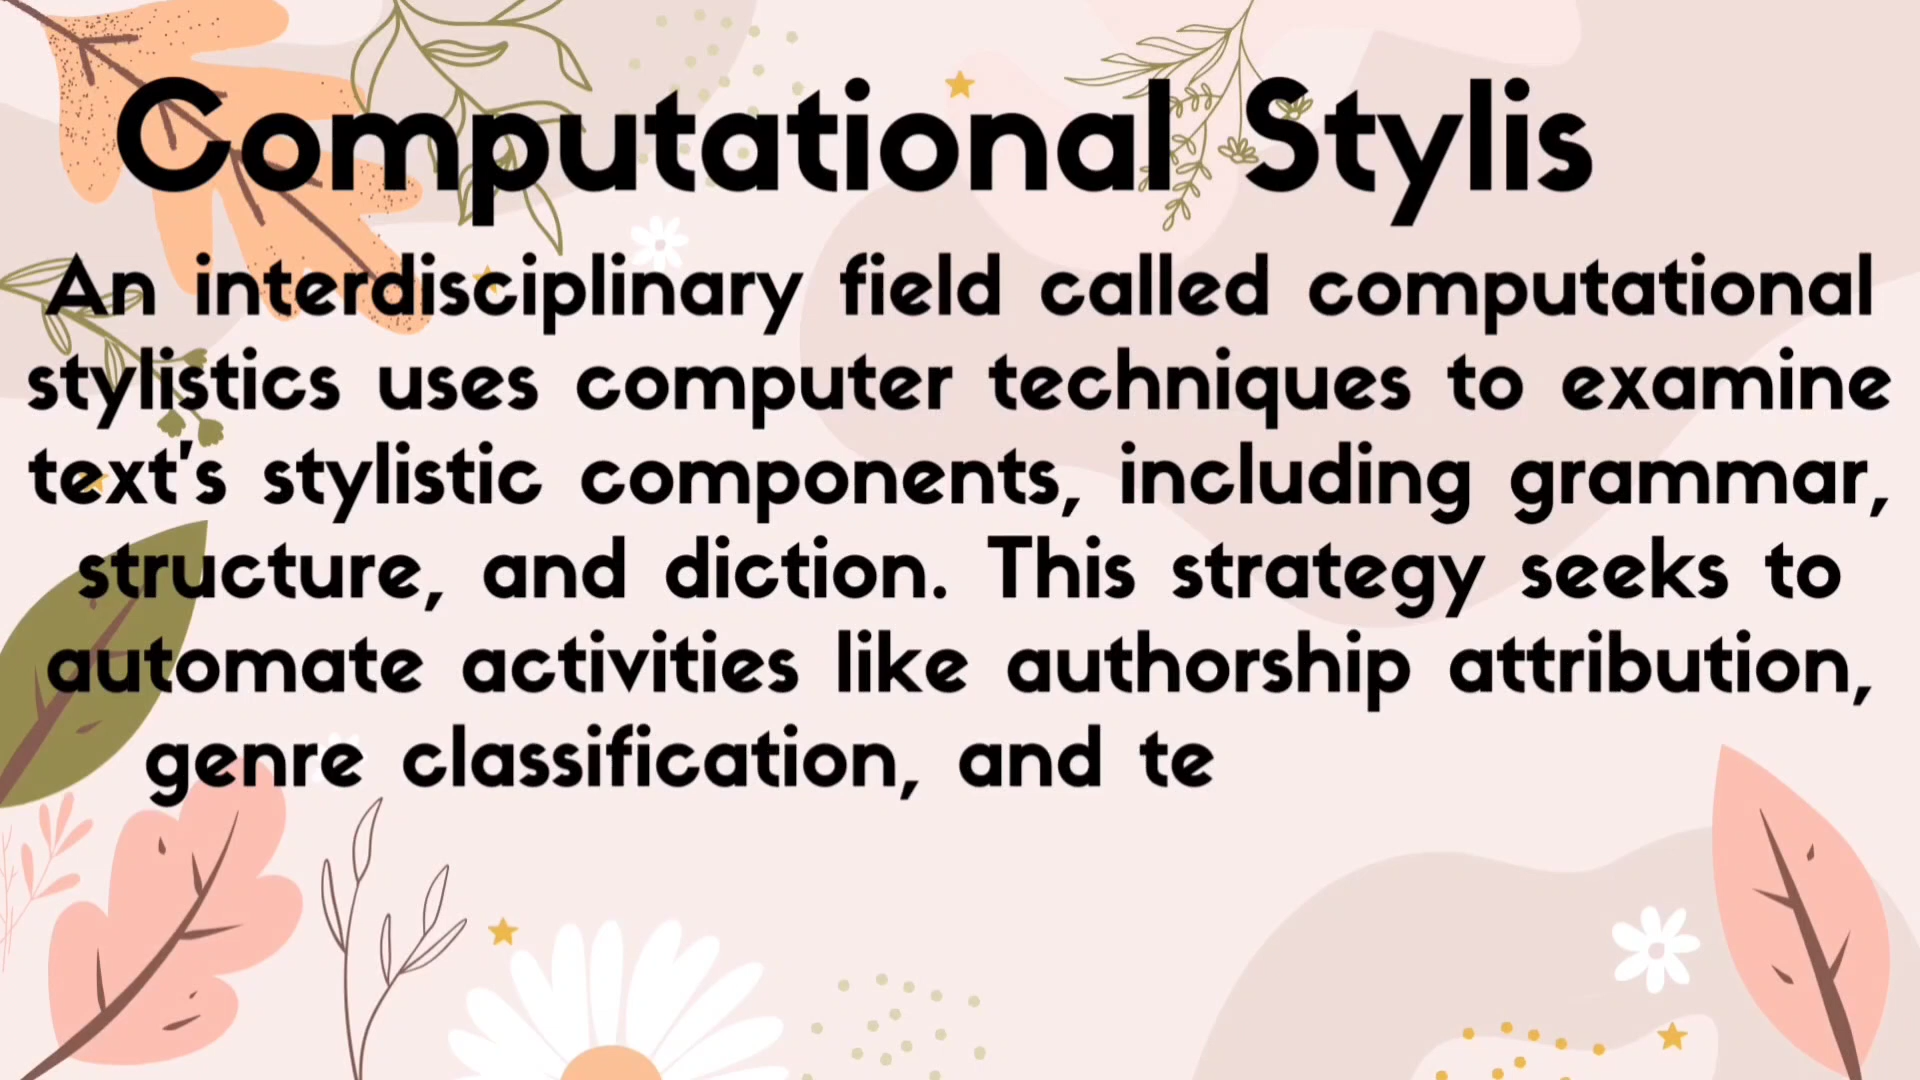 Computational Stylis
An interdisciplinary field called computational
stylistics uses computer techniques to examine
text's stylistic components, including grammar,
structure, and diction. This strategy seeks to
automate activities like authorship attribution,
genre classification, and te